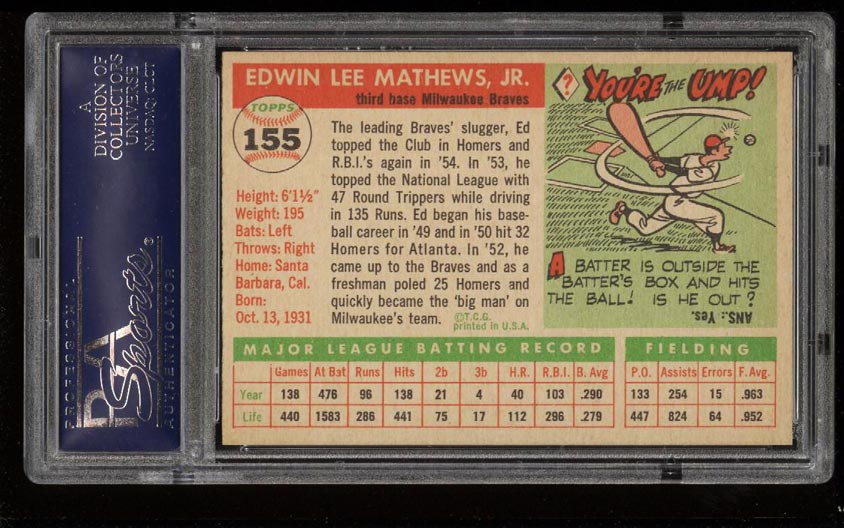 A
DIVISION OF
COLLECTORS
UNIVERSE
NASDAQ: CLCT
PROFESSIONAL
PSA
Sports®
AUTHENTICATOR
EDWIN LEE MATHEWS, JR.
third base Milwaukee Braves
TOPPS
155
Height: 6'1½"
Weight: 195
Bats: Left
Throws: Right
Home: Santa
Barbara, Cal.
Born:
Oct. 13, 1931
The leading Braves' slugger, Ed
topped the Club in Homers and
R.B.I.'s again in '54. In '53, he
topped the National League with
47 Round Trippers while driving
in 135 Runs. Ed began his base-
ball career in '49 and in '50 hit 32
Homers for Atlanta. In '52, he
came up to the Braves and as a
freshman poled 25 Homers and
quickly became the 'big man' on
Milwaukee's team.
©T.C.G.
printed in U.S.A.
? YOU'RE THE UMP!
A BATTER IS OUTSIDE THE
BATTER'S BOX AND HITS
THE BALL! IS HE OUT?
ANS.: Yes.
MAJOR LEAGUE BATTING RECORD FIELDING
Games At Bat Runs Hits 2b 3b H.R. R.B.I. B. Avg P.O. Assists Errors F. Avg.
Year 138 476 96 138 21 4 40 103 .290 133 254 15 .963
Life 440 1583 286 441 75 17 112 296 .279 447 824 64 .952